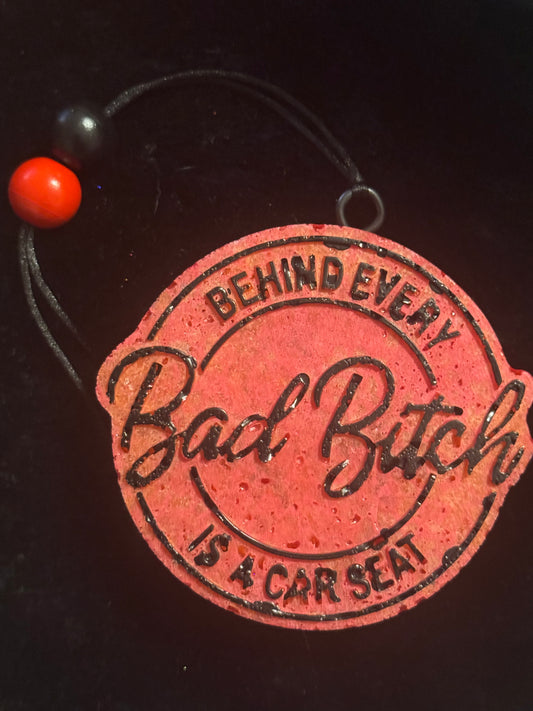 BEHIND EVERY
Bad Bitch
IS A CAR SEAT